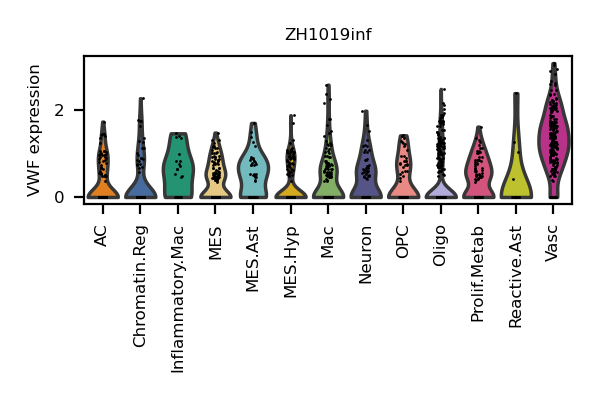 ZH1019inf
VWF expression
2
0
AC
Chromatin.Reg
Inflammatory.Mac
MES
MES.Ast
MES.Hyp
Mac
Neuron
OPC
Oligo
Prolif.Metab
Reactive.Ast
Vasc